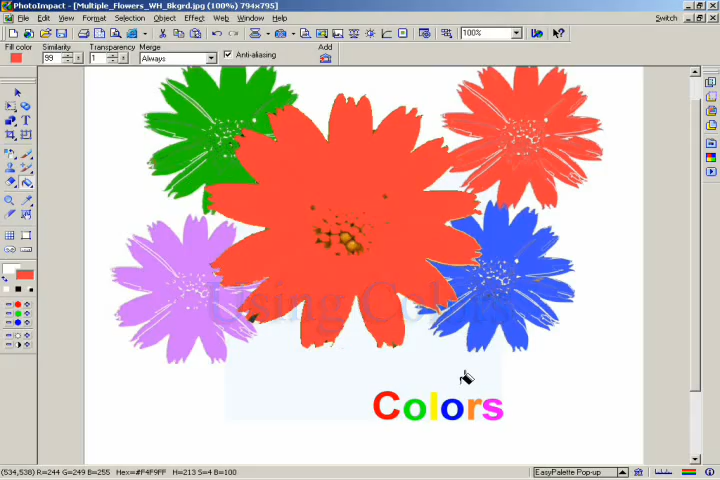 PhotoImpact - [Multiple_Flowers_WH_Bkgrd.jpg (100%) 794x795]
File Edit View Format Selection Object Effect Web Window Help Switch
100%
Fill color Similarity Transparency Merge Add
99 1 Always Anti-aliasing
T
Using Colors
Colors
(534,538) R=244 G=249 B=255 Hex=#F4F9FF H=213 S=4 B=100 EasyPalette Pop-up